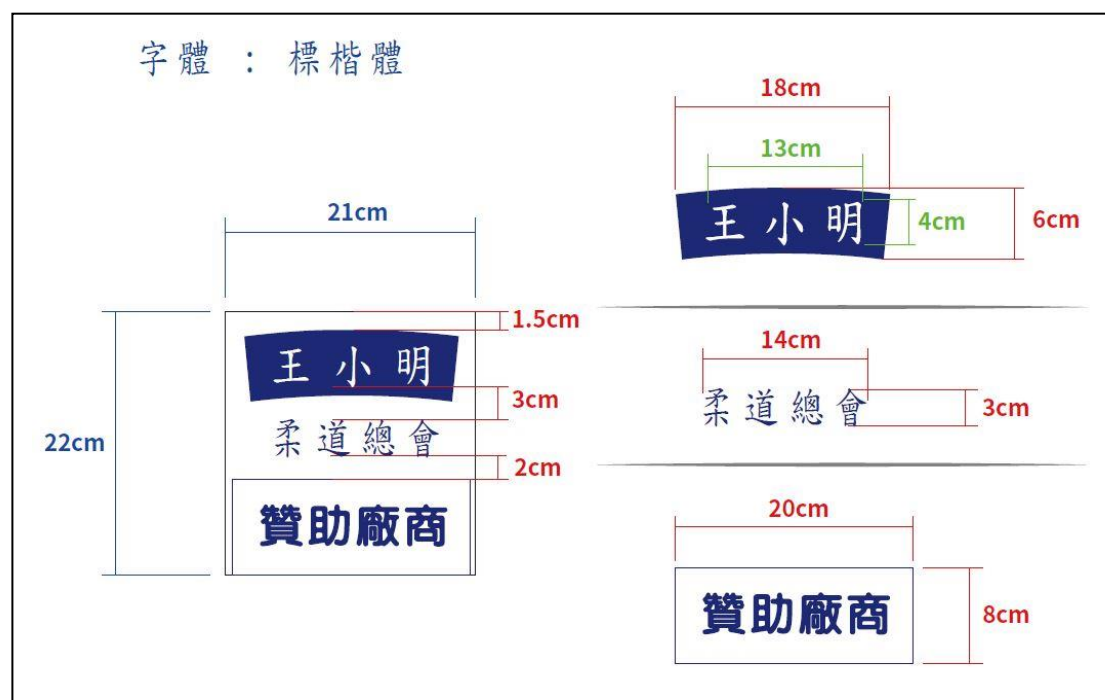 字體 : 標楷體
21cm
22cm
1.5cm
王小明
3cm
柔道總會
2cm
贊助廠商
18cm
13cm
王小明
4cm
6cm
14cm
柔道總會
3cm
20cm
贊助廠商
8cm